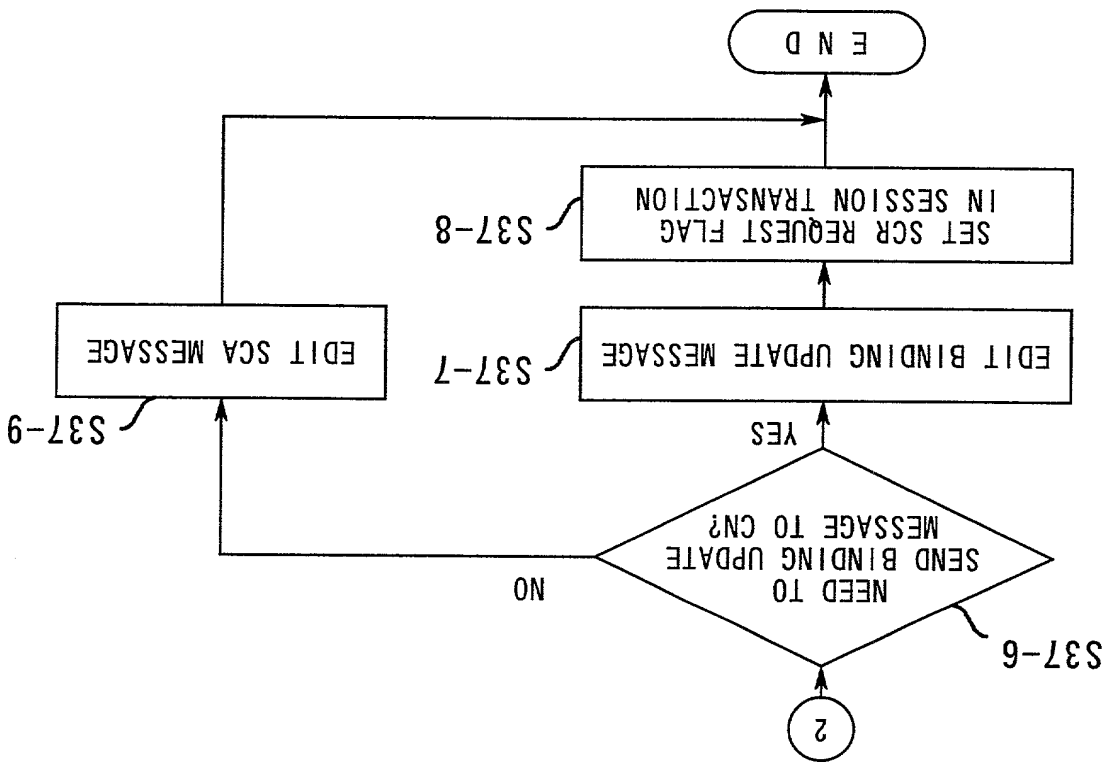 2
S37-6
NEED TO
SEND BINDING UPDATE
MESSAGE TO CN?
NO
YES
S37-7
EDIT BINDING UPDATE MESSAGE
S37-9
EDIT SCA MESSAGE
S37-8
SET SCR REQUEST FLAG
IN SESSION TRANSACTION
END